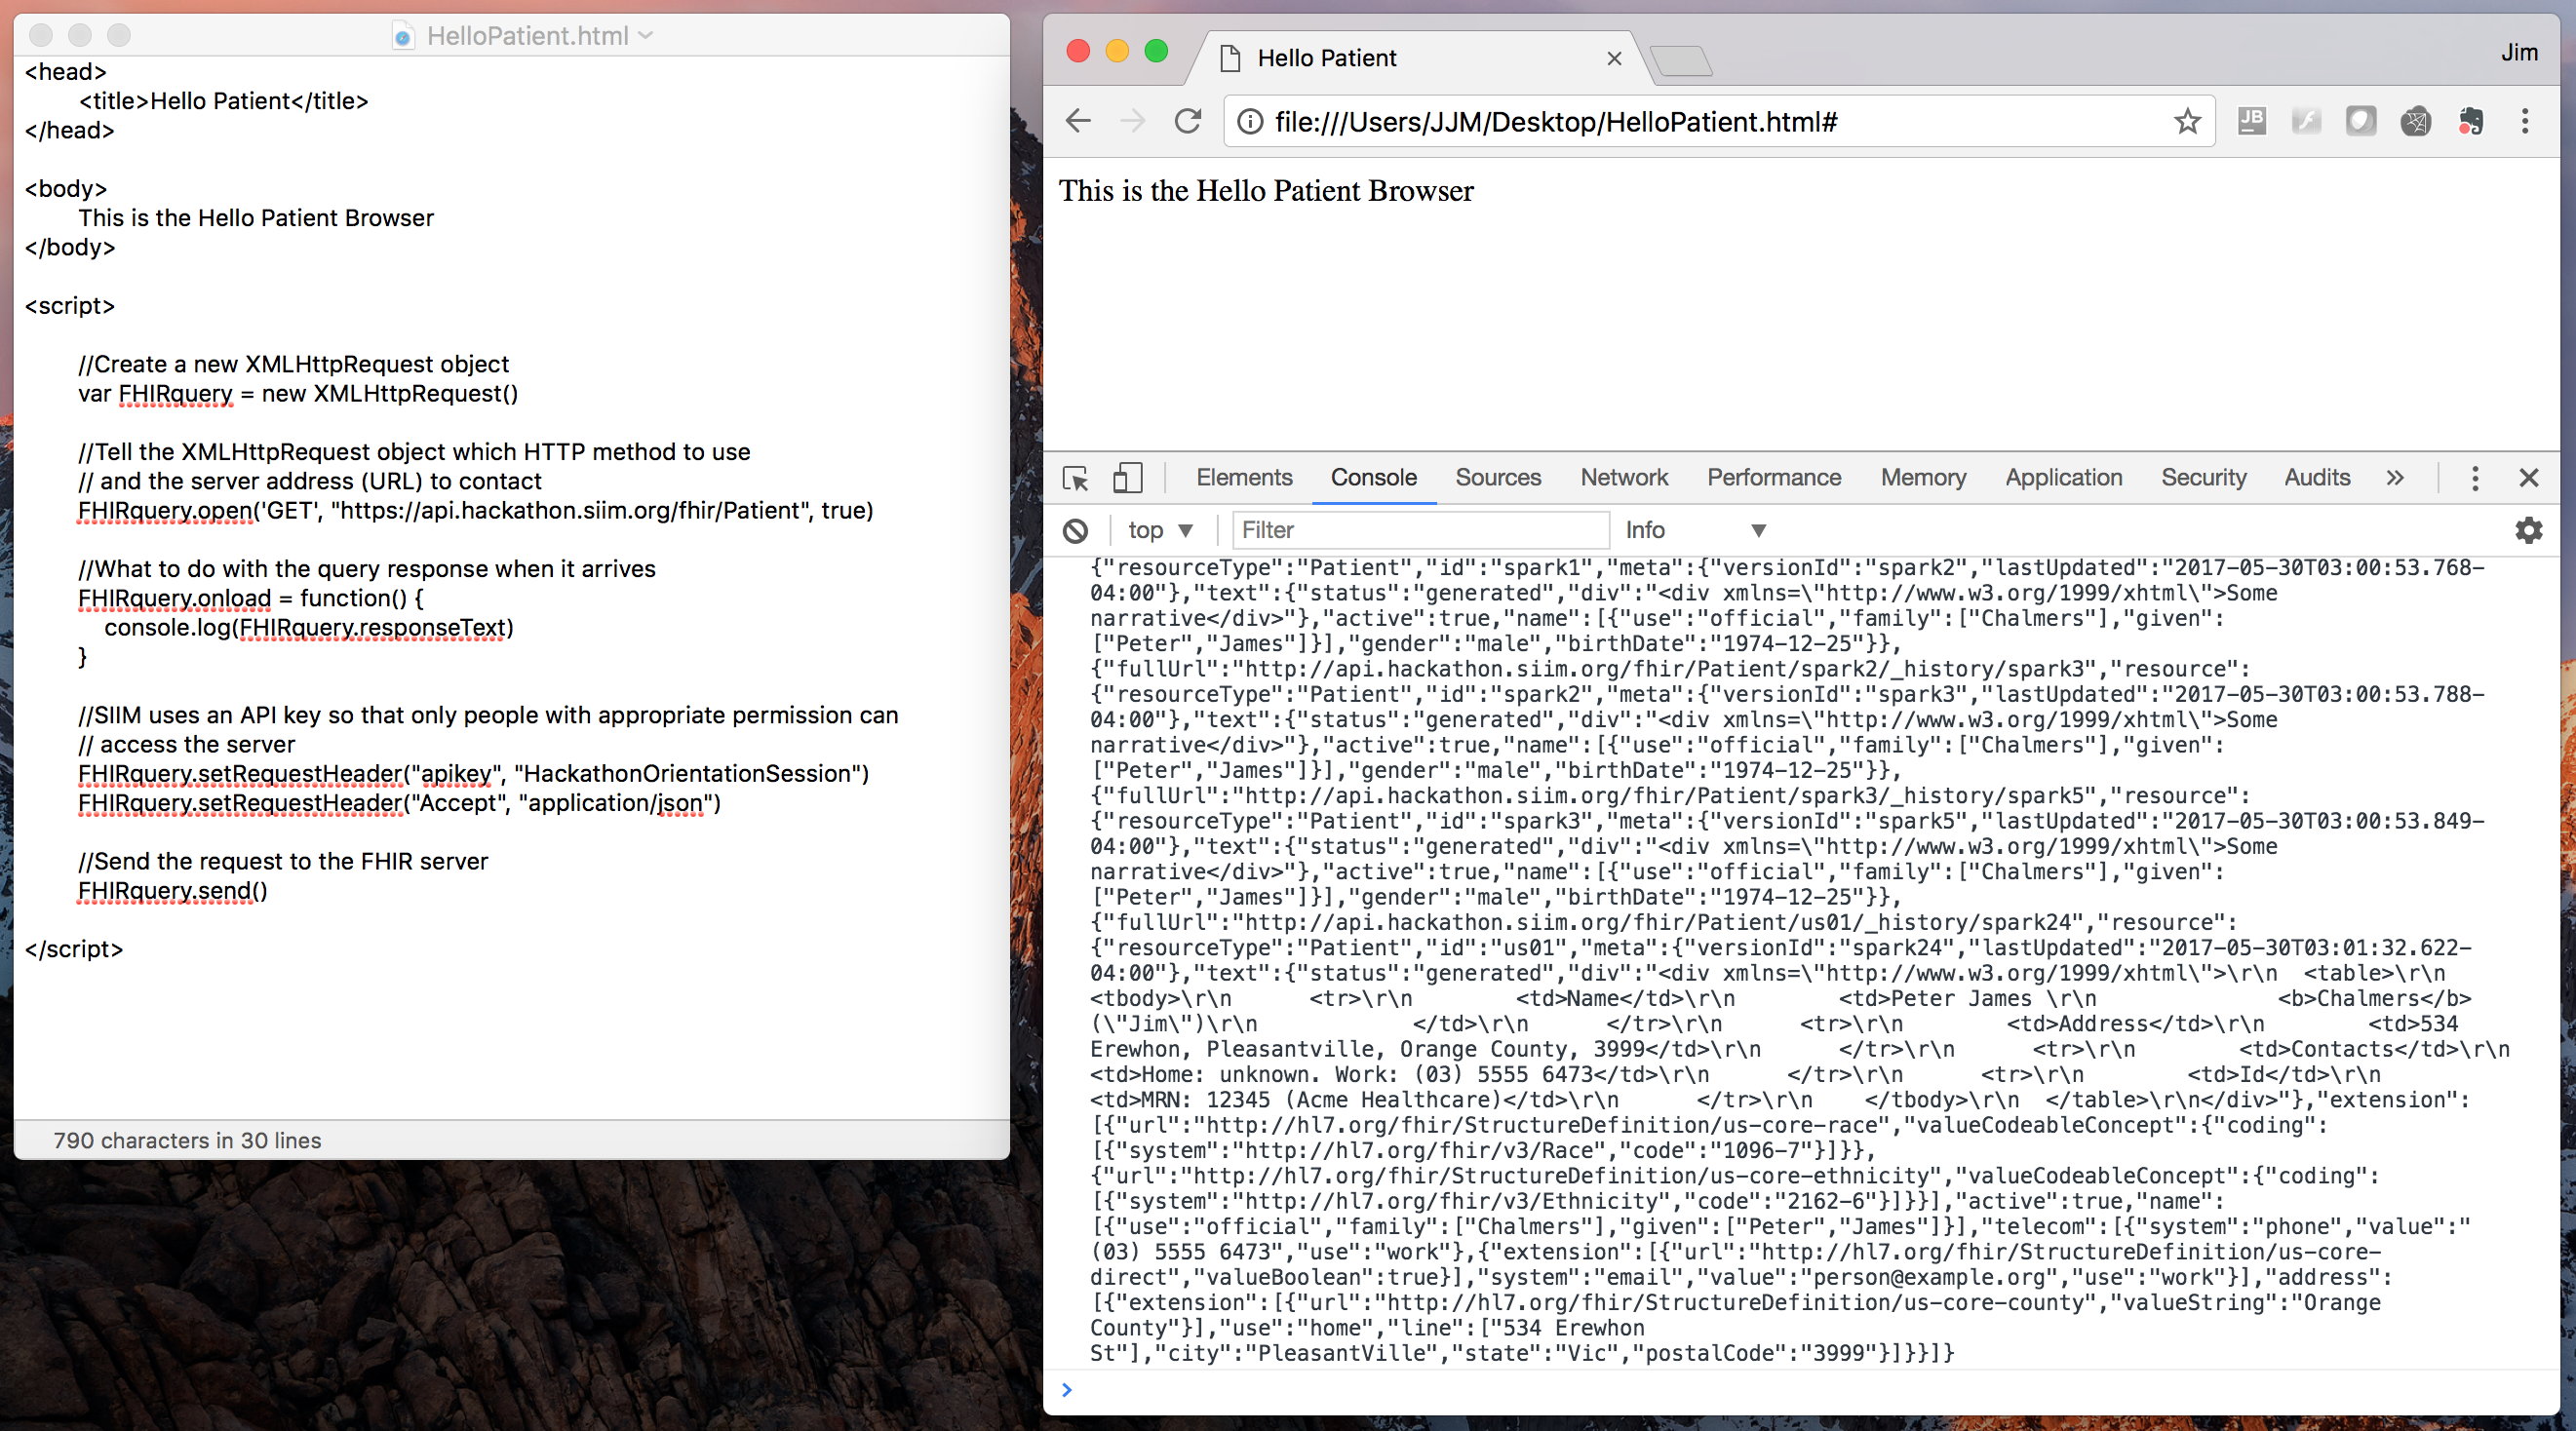 HelloPatient.html
<head>
<title>Hello Patient</title>
</head>
<body>
This is the Hello Patient Browser
</body>
<script>
//Create a new XMLHttpRequest object
var FHIRquery = new XMLHttpRequest()
//Tell the XMLHttpRequest object which HTTP method to use
// and the server address (URL) to contact
FHIRquery.open('GET', "https://api.hackathon.siim.org/fhir/Patient", true)
//What to do with the query response when it arrives
FHIRquery.onload = function() {
console.log(FHIRquery.responseText)
}
//SIIM uses an API key so that only people with appropriate permission can
// access the server
FHIRquery.setRequestHeader("apikey", "HackathonOrientationSession")
FHIRquery.setRequestHeader("Accept", "application/json")
//Send the request to the FHIR server
FHIRquery.send()
</script>
790 characters in 30 lines
Hello Patient
Jim
file:///Users/JJM/Desktop/HelloPatient.html#
JB
This is the Hello Patient Browser
Elements Console Sources Network Performance Memory Application Security Audits »
top Filter Info
{"resourceType":"Patient","id":"spark1","meta":{"versionId":"spark2","lastUpdated":"2017-05-30T03:00:53.768-
04:00"},"text":{"status":"generated","div":"<div xmlns=\"http://www.w3.org/1999/xhtml\">Some
narrative</div>"},"active":true,"name":[{"use":"official","family":["Chalmers"],"given":
["Peter","James"]}],"gender":"male","birthDate":"1974-12-25"}},
{"fullUrl":"http://api.hackathon.siim.org/fhir/Patient/spark2/_history/spark3","resource":
{"resourceType":"Patient","id":"spark2","meta":{"versionId":"spark3","lastUpdated":"2017-05-30T03:00:53.788-
04:00"},"text":{"status":"generated","div":"<div xmlns=\"http://www.w3.org/1999/xhtml\">Some
narrative</div>"},"active":true,"name":[{"use":"official","family":["Chalmers"],"given":
["Peter","James"]}],"gender":"male","birthDate":"1974-12-25"}},
{"fullUrl":"http://api.hackathon.siim.org/fhir/Patient/spark3/_history/spark5","resource":
{"resourceType":"Patient","id":"spark3","meta":{"versionId":"spark5","lastUpdated":"2017-05-30T03:00:53.849-
04:00"},"text":{"status":"generated","div":"<div xmlns=\"http://www.w3.org/1999/xhtml\">Some
narrative</div>"},"active":true,"name":[{"use":"official","family":["Chalmers"],"given":
["Peter","James"]}],"gender":"male","birthDate":"1974-12-25"}},
{"fullUrl":"http://api.hackathon.siim.org/fhir/Patient/us01/_history/spark24","resource":
{"resourceType":"Patient","id":"us01","meta":{"versionId":"spark24","lastUpdated":"2017-05-30T03:01:32.622-
04:00"},"text":{"status":"generated","div":"<div xmlns=\"http://www.w3.org/1999/xhtml\">\r\n <table>\r\n
<tbody>\r\n <tr>\r\n <td>Name</td>\r\n <td>Peter James \r\n <b>Chalmers</b>
(\"Jim\")\r\n </td>\r\n </tr>\r\n <tr>\r\n <td>Address</td>\r\n <td>534
Erewhon, Pleasantville, Orange County, 3999</td>\r\n </tr>\r\n <tr>\r\n <td>Contacts</td>\r\n
<td>Home: unknown. Work: (03) 5555 6473</td>\r\n </tr>\r\n <tr>\r\n <td>Id</td>\r\n
<td>MRN: 12345 (Acme Healthcare)</td>\r\n </tr>\r\n </tbody>\r\n </table>\r\n</div>"},"extension":
[{"url":"http://hl7.org/fhir/StructureDefinition/us-core-race","valueCodeableConcept":{"coding":
[{"system":"http://hl7.org/fhir/v3/Race","code":"1096-7"}]}},
{"url":"http://hl7.org/fhir/StructureDefinition/us-core-ethnicity","valueCodeableConcept":{"coding":
[{"system":"http://hl7.org/fhir/v3/Ethnicity","code":"2162-6"}]}}],"active":true,"name":
[{"use":"official","family":["Chalmers"],"given":["Peter","James"]}],"telecom":[{"system":"phone","value":"
(03) 5555 6473","use":"work"},{"extension":[{"url":"http://hl7.org/fhir/StructureDefinition/us-core-
direct","valueBoolean":true}],"system":"email","value":"person@example.org","use":"work"}],"address":
[{"extension":[{"url":"http://hl7.org/fhir/StructureDefinition/us-core-county","valueString":"Orange
County"}],"use":"home","line":["534 Erewhon
St"],"city":"PleasantVille","state":"Vic","postalCode":"3999"}]}}]}